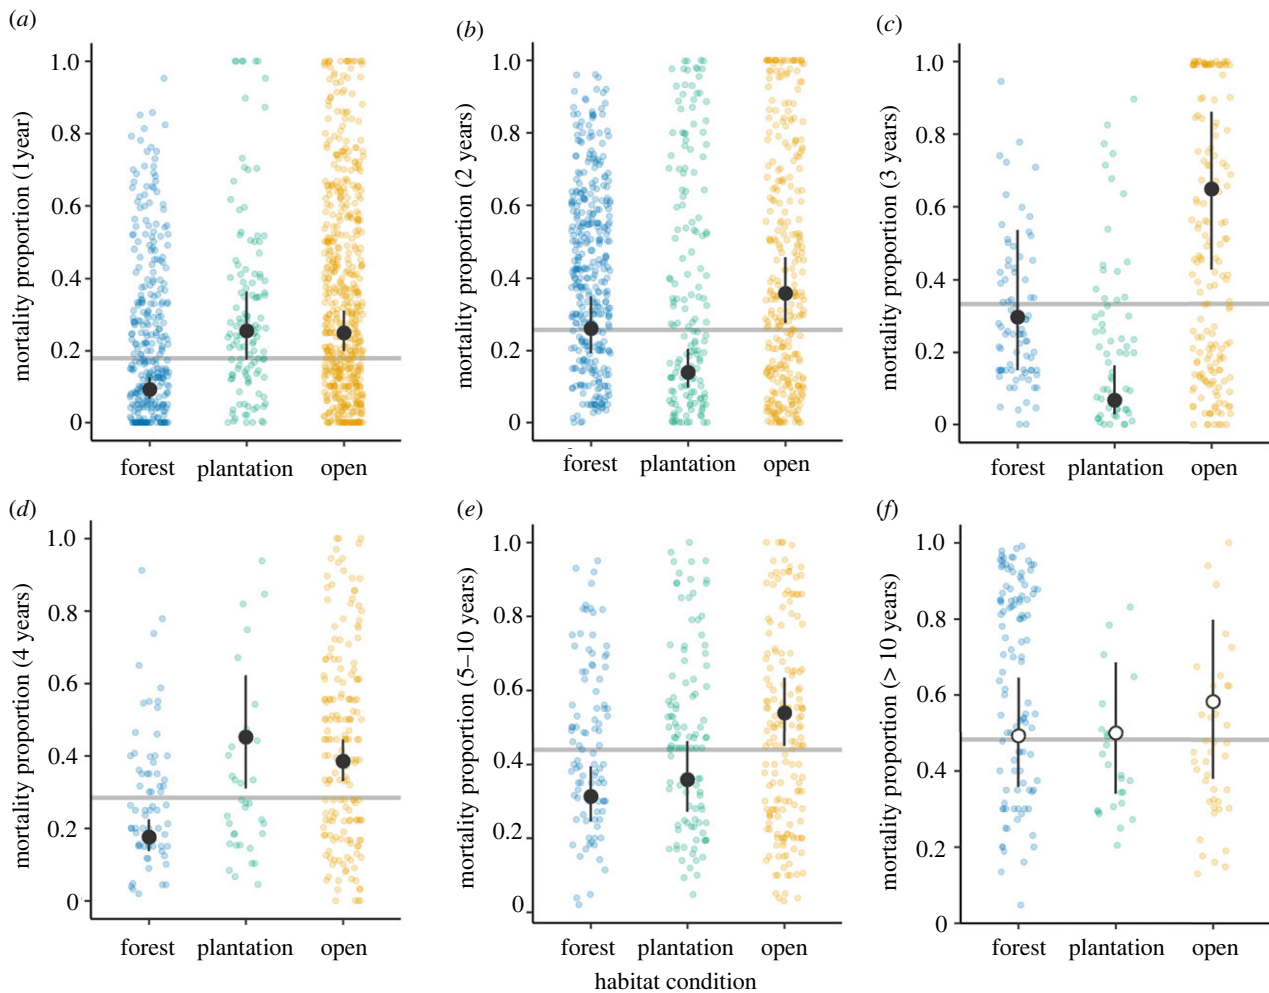 (a)
mortality proportion (1 year)
1.0
0.8
0.6
0.4
0.2
0
forest plantation open
(b)
mortality proportion (2 years)
1.0
0.8
0.6
0.4
0.2
0
forest plantation open
(c)
mortality proportion (3 years)
1.0
0.8
0.6
0.4
0.2
0
forest plantation open
(d)
mortality proportion (4 years)
1.0
0.8
0.6
0.4
0.2
0
forest plantation open
(e)
mortality proportion (5–10 years)
1.0
0.8
0.6
0.4
0.2
0
forest plantation open
(f)
mortality proportion (> 10 years)
1.0
0.8
0.6
0.4
0.2
0
forest plantation open
habitat condition